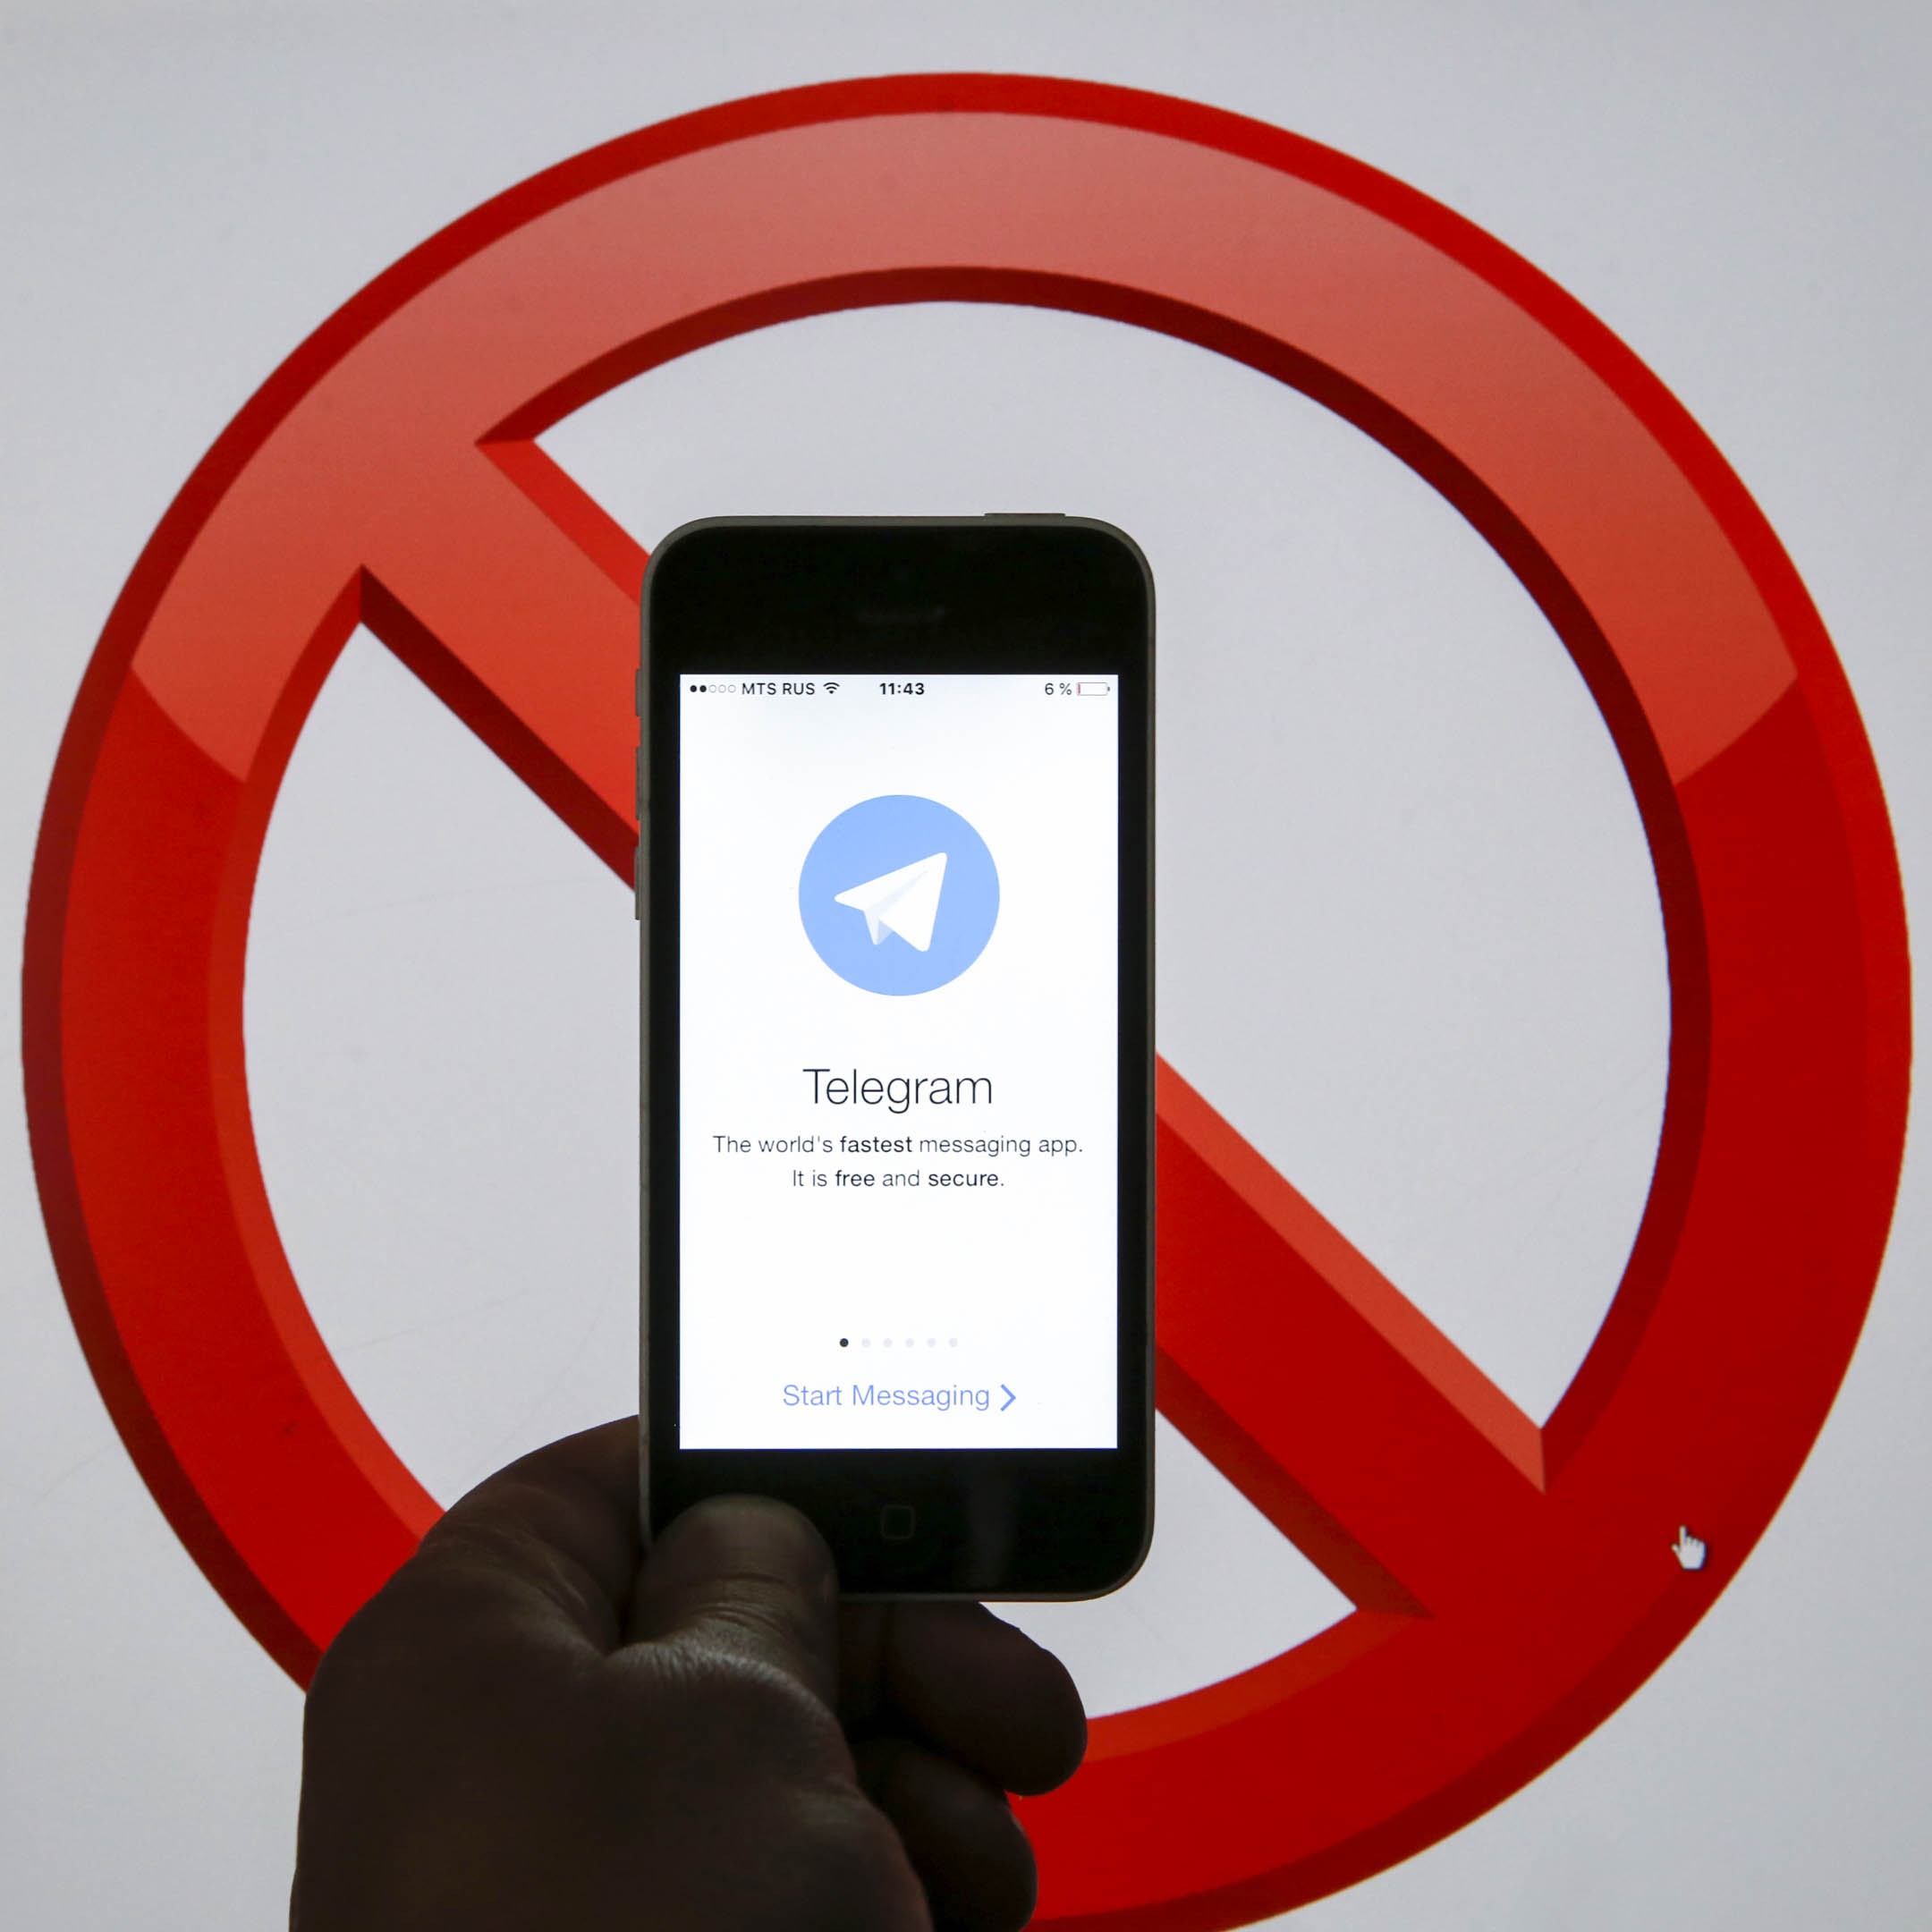 MTS RUS 11:43 6 %
Telegram
The world's fastest messaging app.
It is free and secure.
Start Messaging